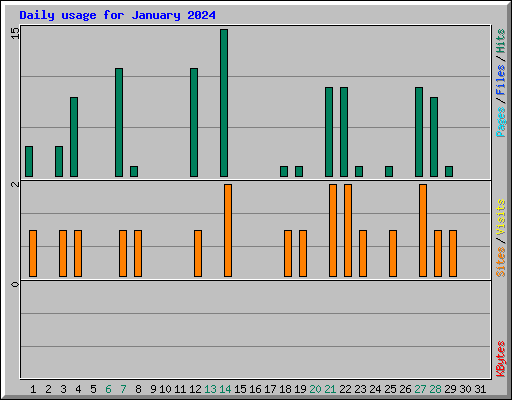 Daily usage for January 2024
15
2
0
Pages / Files / Hits
Sites / Visits
KBytes
1 2 3 4 5 6 7 8 9 10 11 12 13 14 15 16 17 18 19 20 21 22 23 24 25 26 27 28 29 30 31